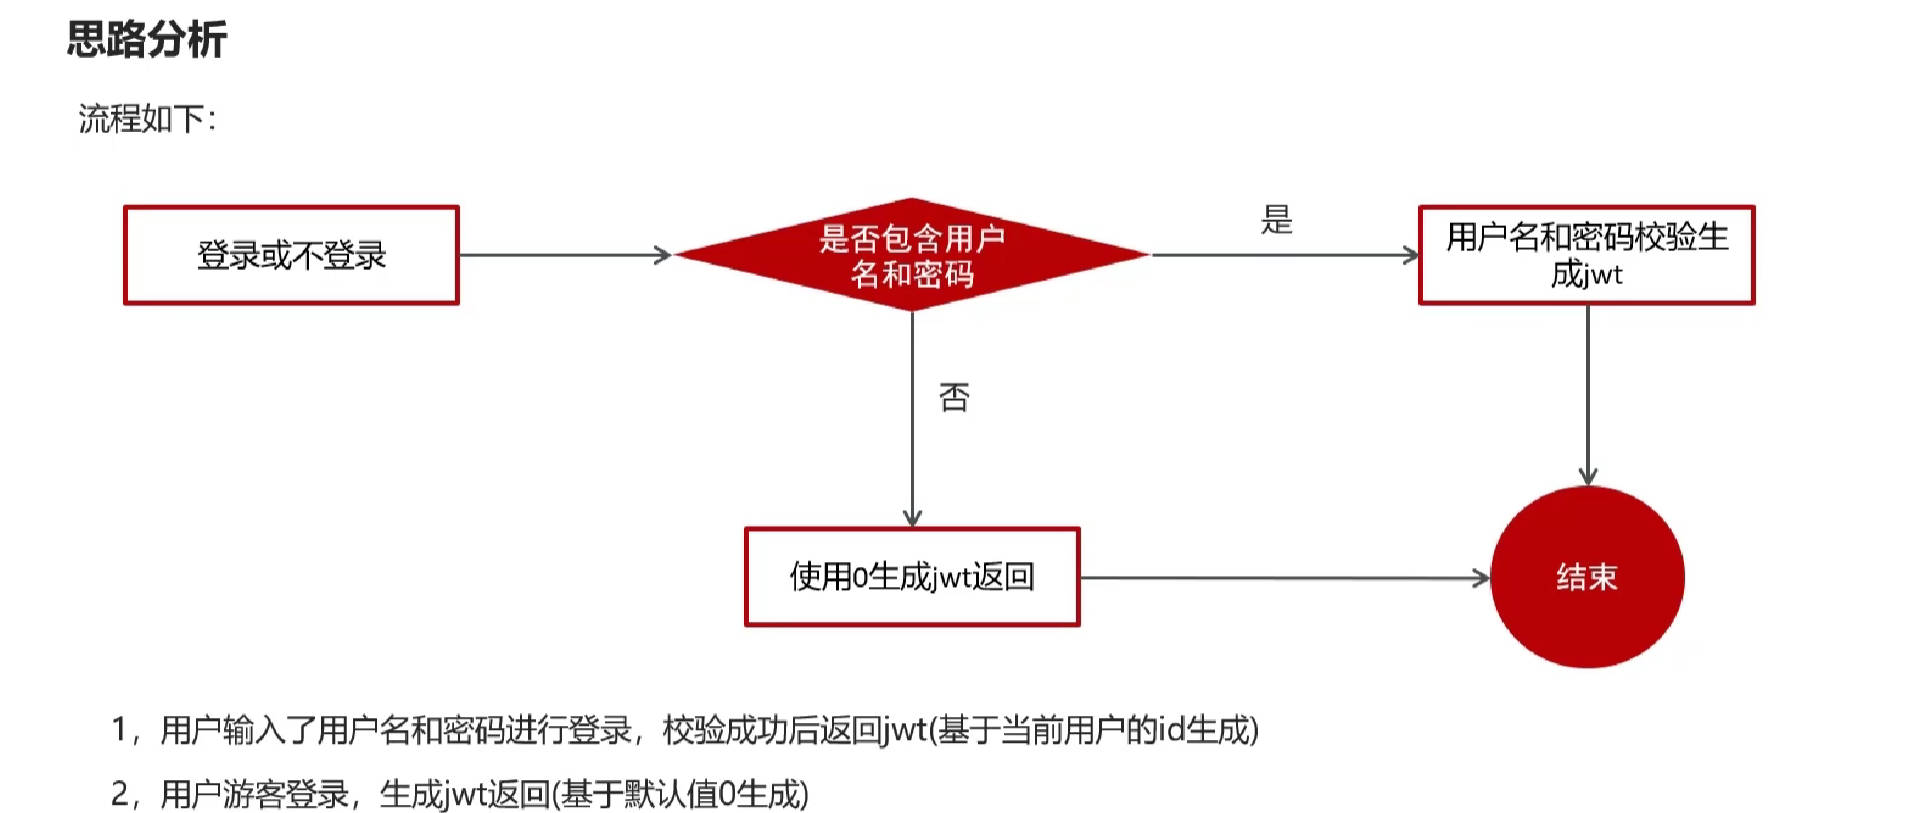 思路分析
流程如下：
登录或不登录
是否包含用户
名和密码
是
用户名和密码校验生
成jwt
否
使用0生成jwt返回
结束
1，用户输入了用户名和密码进行登录，校验成功后返回jwt(基于当前用户的id生成)
2，用户游客登录，生成jwt返回(基于默认值0生成)